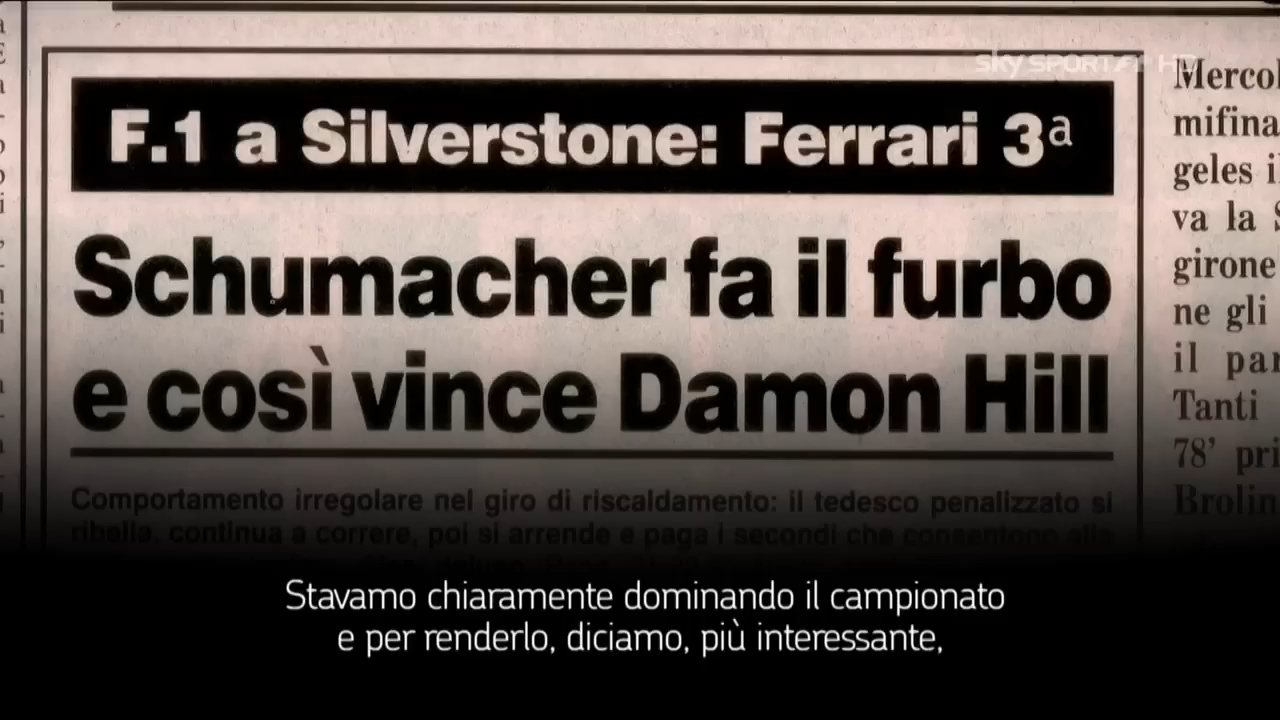 sky SPORT F1 HD
F.1 a Silverstone: Ferrari 3ª
Schumacher fa il furbo
e così vince Damon Hill
Comportamento irregolare nel giro di riscaldamento: il tedesco penalizzato si
ribella, continua a correre, poi si arrende e paga i secondi che consentono alla
Mercol
mifina
geles i
va la
girone
ne gli
il par
Tanti
78' pri
Brolin
Stavamo chiaramente dominando il campionato
e per renderlo, diciamo, più interessante,